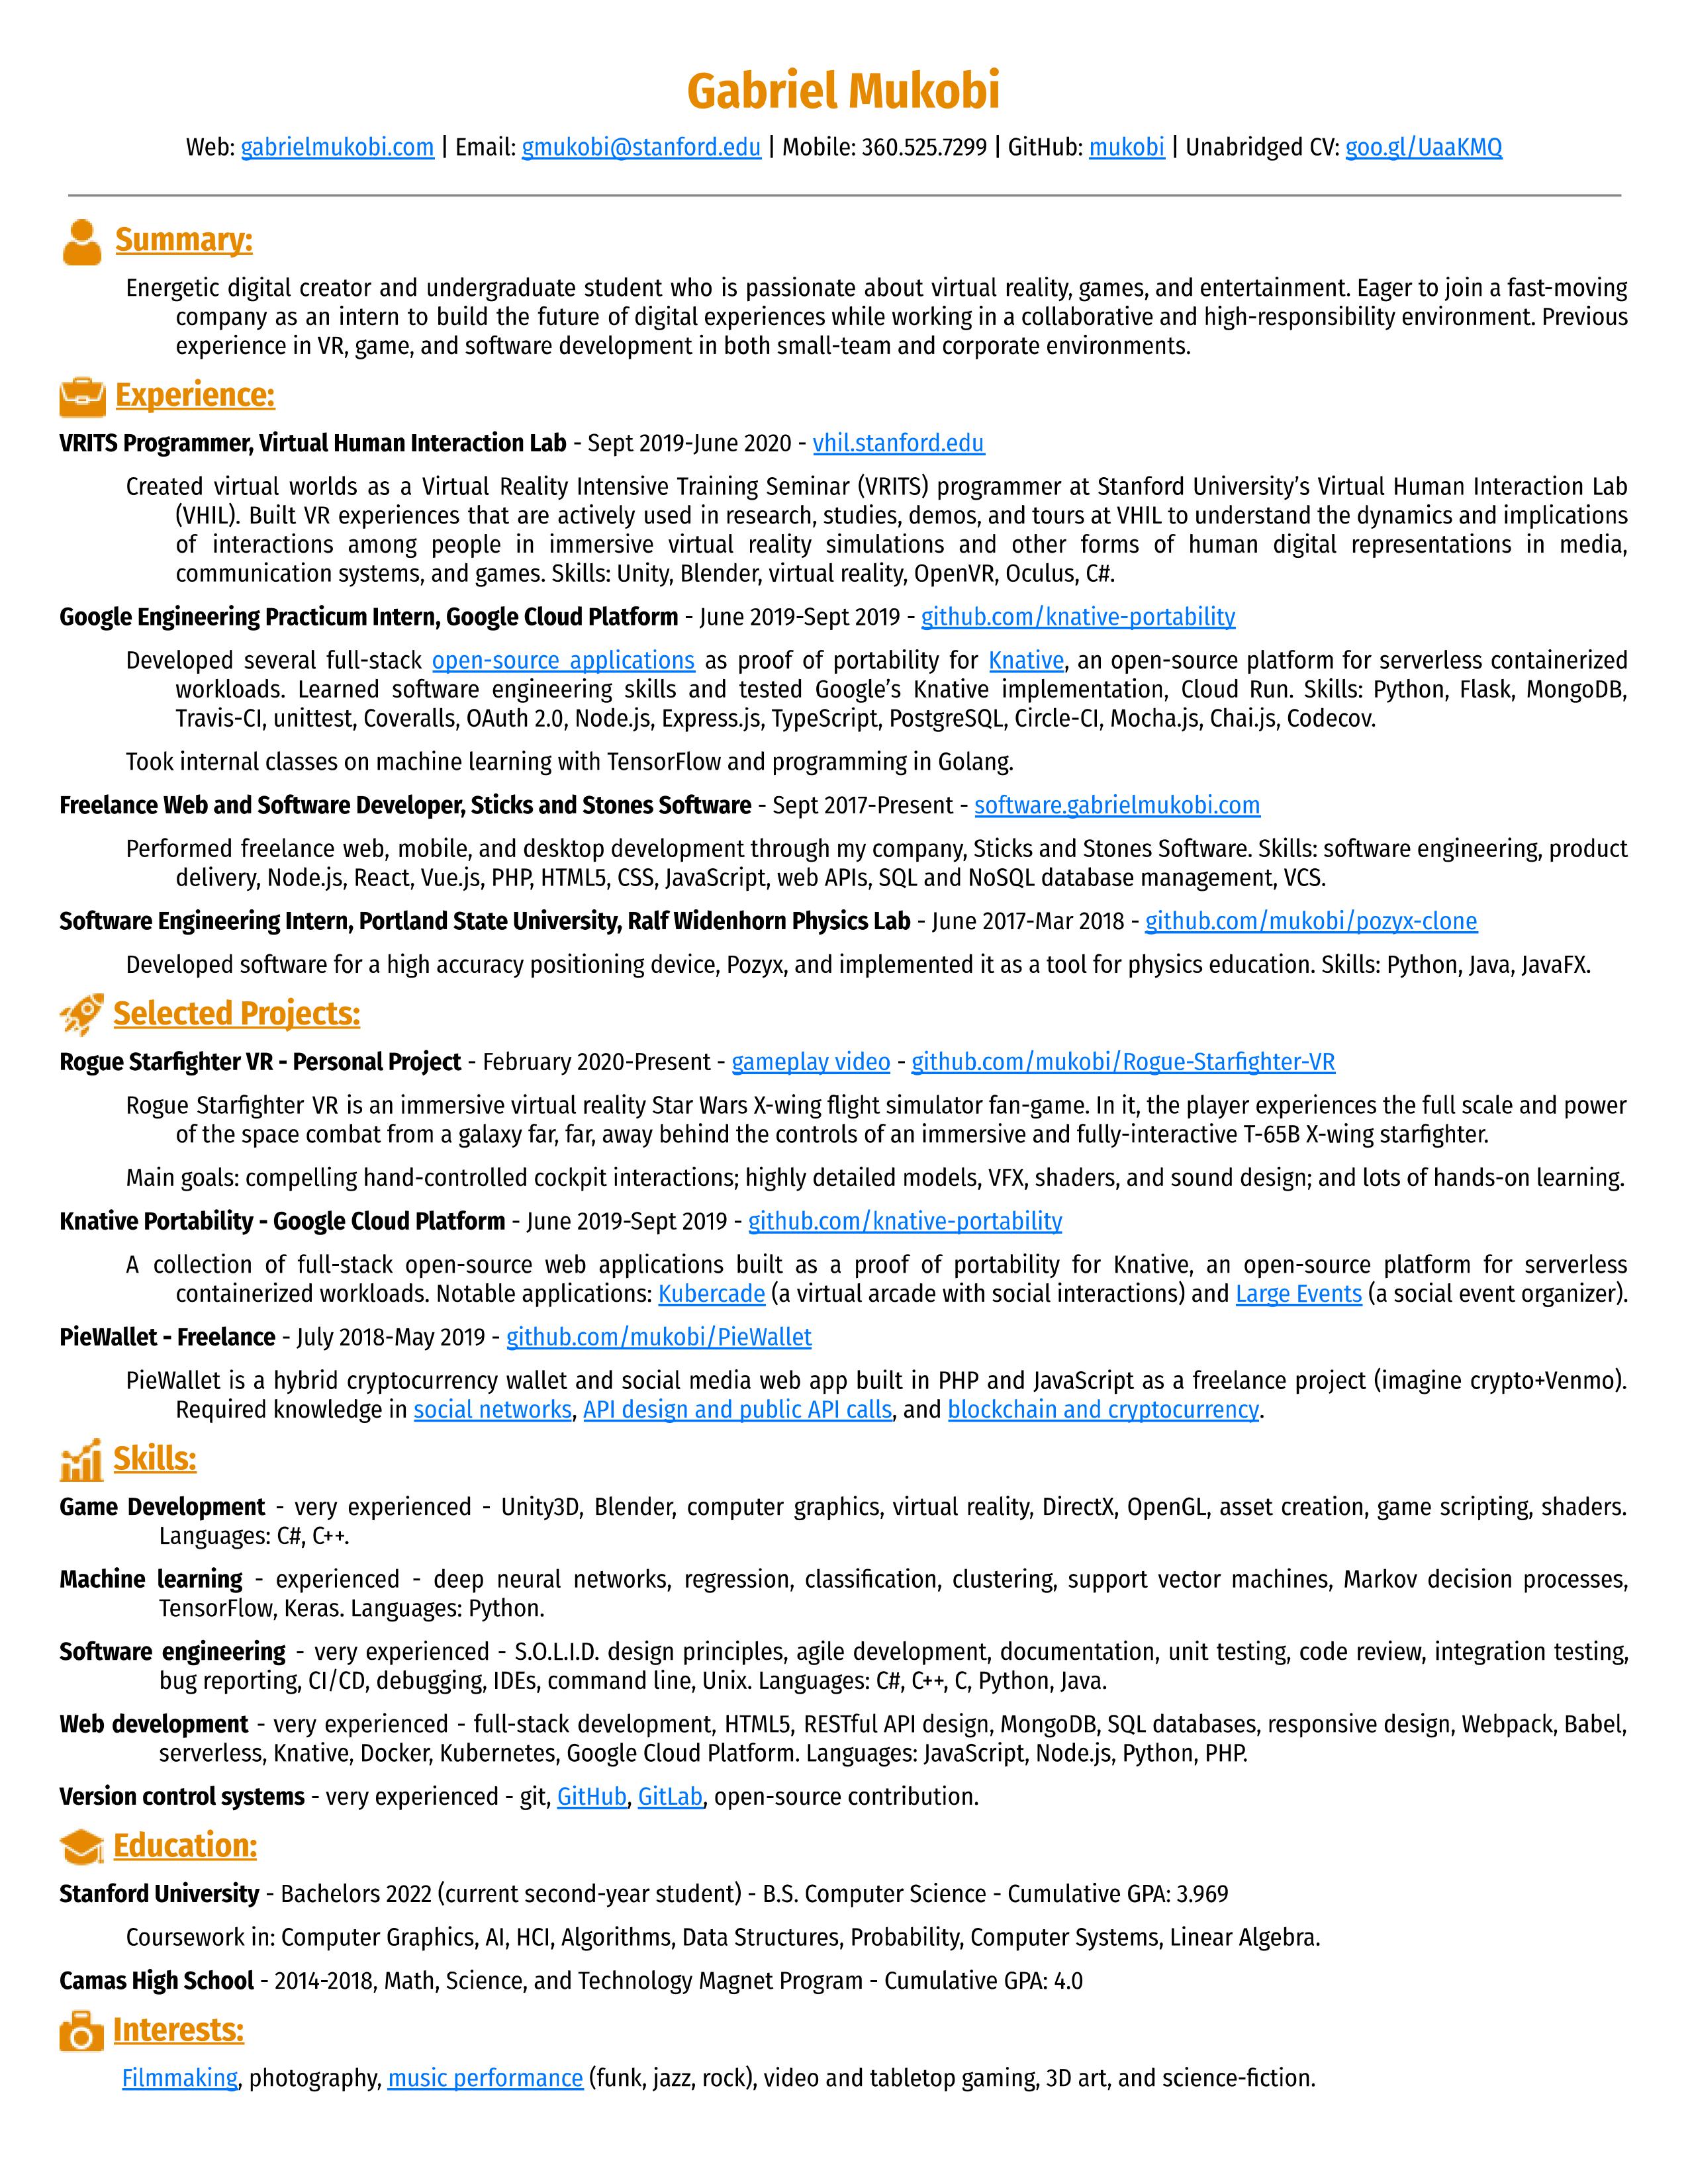 Gabriel Mukobi
Web: gabrielmukobi.com | Email: gmukobi@stanford.edu | Mobile: 360.525.7299 | GitHub: mukobi | Unabridged CV: goo.gl/UaaKMQ
Summary:
Energetic digital creator and undergraduate student who is passionate about virtual reality, games, and entertainment. Eager to join a fast-moving
company as an intern to build the future of digital experiences while working in a collaborative and high-responsibility environment. Previous
experience in VR, game, and software development in both small-team and corporate environments.
Experience:
VRITS Programmer, Virtual Human Interaction Lab - Sept 2019-June 2020 - vhil.stanford.edu
Created virtual worlds as a Virtual Reality Intensive Training Seminar (VRITS) programmer at Stanford University’s Virtual Human Interaction Lab
(VHIL). Built VR experiences that are actively used in research, studies, demos, and tours at VHIL to understand the dynamics and implications
of interactions among people in immersive virtual reality simulations and other forms of human digital representations in media,
communication systems, and games. Skills: Unity, Blender, virtual reality, OpenVR, Oculus, C#.
Google Engineering Practicum Intern, Google Cloud Platform - June 2019-Sept 2019 - github.com/knative-portability
Developed several full-stack open-source applications as proof of portability for Knative, an open-source platform for serverless containerized
workloads. Learned software engineering skills and tested Google’s Knative implementation, Cloud Run. Skills: Python, Flask, MongoDB,
Travis-CI, unittest, Coveralls, OAuth 2.0, Node.js, Express.js, TypeScript, PostgreSQL, Circle-CI, Mocha.js, Chai.js, Codecov.
Took internal classes on machine learning with TensorFlow and programming in Golang.
Freelance Web and Software Developer, Sticks and Stones Software - Sept 2017-Present - software.gabrielmukobi.com
Performed freelance web, mobile, and desktop development through my company, Sticks and Stones Software. Skills: software engineering, product
delivery, Node.js, React, Vue.js, PHP, HTML5, CSS, JavaScript, web APIs, SQL and NoSQL database management, VCS.
Software Engineering Intern, Portland State University, Ralf Widenhorn Physics Lab - June 2017-Mar 2018 - github.com/mukobi/pozyx-clone
Developed software for a high accuracy positioning device, Pozyx, and implemented it as a tool for physics education. Skills: Python, Java, JavaFX.
Selected Projects:
Rogue Starfighter VR - Personal Project - February 2020-Present - gameplay video - github.com/mukobi/Rogue-Starfighter-VR
Rogue Starfighter VR is an immersive virtual reality Star Wars X-wing flight simulator fan-game. In it, the player experiences the full scale and power
of the space combat from a galaxy far, far, away behind the controls of an immersive and fully-interactive T-65B X-wing starfighter.
Main goals: compelling hand-controlled cockpit interactions; highly detailed models, VFX, shaders, and sound design; and lots of hands-on learning.
Knative Portability - Google Cloud Platform - June 2019-Sept 2019 - github.com/knative-portability
A collection of full-stack open-source web applications built as a proof of portability for Knative, an open-source platform for serverless
containerized workloads. Notable applications: Kubercade (a virtual arcade with social interactions) and Large Events (a social event organizer).
PieWallet - Freelance - July 2018-May 2019 - github.com/mukobi/PieWallet
PieWallet is a hybrid cryptocurrency wallet and social media web app built in PHP and JavaScript as a freelance project (imagine crypto+Venmo).
Required knowledge in social networks, API design and public API calls, and blockchain and cryptocurrency.
Skills:
Game Development - very experienced - Unity3D, Blender, computer graphics, virtual reality, DirectX, OpenGL, asset creation, game scripting, shaders.
Languages: C#, C++.
Machine learning - experienced - deep neural networks, regression, classification, clustering, support vector machines, Markov decision processes,
TensorFlow, Keras. Languages: Python.
Software engineering - very experienced - S.O.L.I.D. design principles, agile development, documentation, unit testing, code review, integration testing,
bug reporting, CI/CD, debugging, IDEs, command line, Unix. Languages: C#, C++, C, Python, Java.
Web development - very experienced - full-stack development, HTML5, RESTful API design, MongoDB, SQL databases, responsive design, Webpack, Babel,
serverless, Knative, Docker, Kubernetes, Google Cloud Platform. Languages: JavaScript, Node.js, Python, PHP.
Version control systems - very experienced - git, GitHub, GitLab, open-source contribution.
Education:
Stanford University - Bachelors 2022 (current second-year student) - B.S. Computer Science - Cumulative GPA: 3.969
Coursework in: Computer Graphics, AI, HCI, Algorithms, Data Structures, Probability, Computer Systems, Linear Algebra.
Camas High School - 2014-2018, Math, Science, and Technology Magnet Program - Cumulative GPA: 4.0
Interests:
Filmmaking, photography, music performance (funk, jazz, rock), video and tabletop gaming, 3D art, and science-fiction.